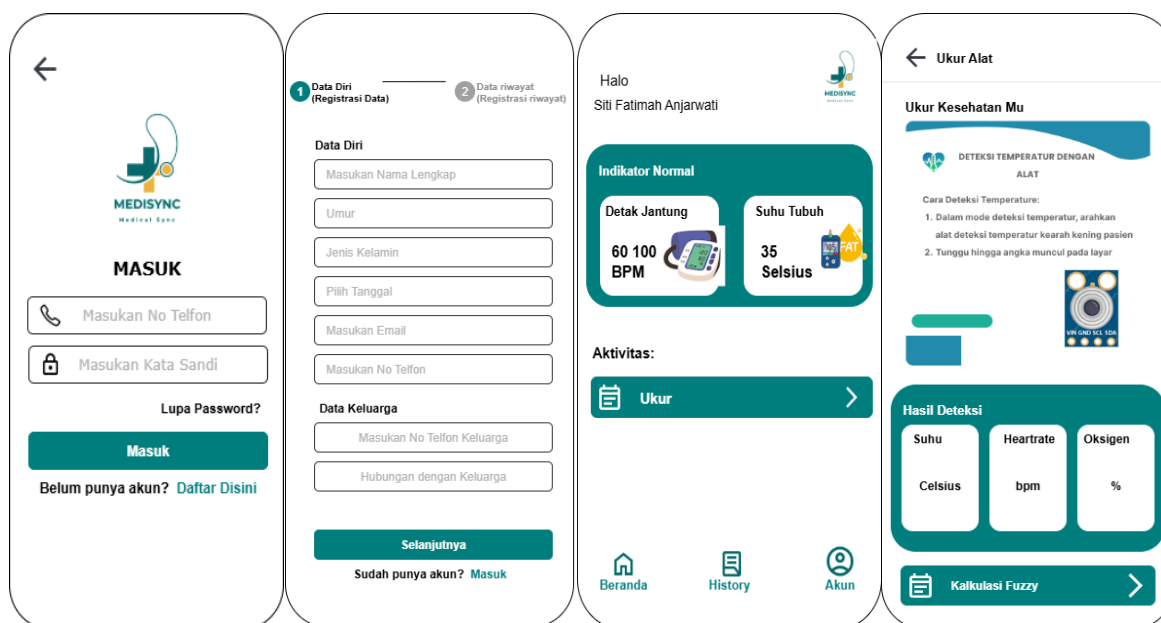 MEDISYNC
Medical Sync
MASUK
Masukan No Telfon
Masukan Kata Sandi
Lupa Password?
Masuk
Belum punya akun? Daftar Disini
1 Data Diri
(Registrasi Data)
2 Data riwayat
(Registrasi riwayat)
Data Diri
Masukan Nama Lengkap
Umur
Jenis Kelamin
Pilih Tanggal
Masukan Email
Masukan No Telfon
Data Keluarga
Masukan No Telfon Keluarga
Hubungan dengan Keluarga
Selanjutnya
Sudah punya akun? Masuk
Halo
Siti Fatimah Anjarwati
MEDISYNC
Indikator Normal
Detak Jantung
60 100
BPM
Suhu Tubuh
35
Selsius
FAT
Aktivitas:
Ukur
Beranda
History
Akun
Ukur Alat
Ukur Kesehatan Mu
DETEKSI TEMPERATUR DENGAN
ALAT
Cara Deteksi Temperature:
1. Dalam mode deteksi temperatur, arahkan
alat deteksi temperatur kearah kening pasien
2. Tunggu hingga angka muncul pada layar
VIN GND SCL SDA
Hasil Deteksi
Suhu
Celsius
Heartrate
bpm
Oksigen
%
Kalkulasi Fuzzy